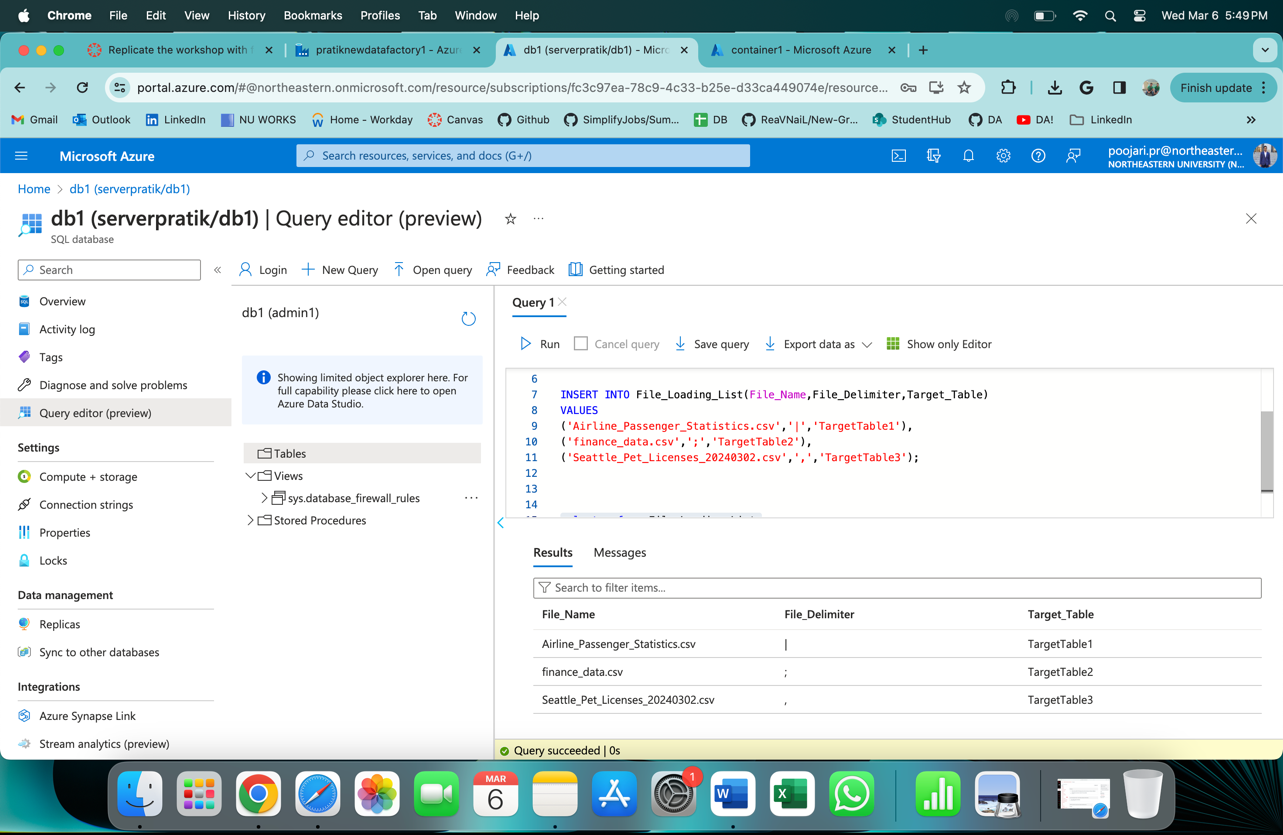 Chrome File Edit View History Bookmarks Profiles Tab Window Help Wed Mar 6 5:49 PM
Replicate the workshop with pratiknewdatafactory1 - Azur db1 (serverpratik/db1) - Micro container1 - Microsoft Azure
portal.azure.com/#@northeastern.onmicrosoft.com/resource/subscriptions/fc3c97ea-78c9-4c33-b25e-d33ca449074e/resource... Finish update
Gmail Outlook LinkedIn NU WORKS Home - Workday Canvas Github SimplifyJobs/Sum... DB ReaVNaiL/New-Gr... StudentHub DA DA! LinkedIn
Microsoft Azure Search resources, services, and docs (G+/) poojari.pr@northeaster...
NORTHEASTERN UNIVERSITY (N...
Home > db1 (serverpratik/db1)
db1 (serverpratik/db1) | Query editor (preview) ...
SQL database
Search
« Login New Query Open query Feedback Getting started
Overview
Activity log
Tags
Diagnose and solve problems
Query editor (preview)
Settings
Compute + storage
Connection strings
Properties
Locks
Data management
Replicas
Sync to other databases
Integrations
Azure Synapse Link
Stream analytics (preview)
db1 (admin1)
Showing limited object explorer here. For
full capability please click here to open
Azure Data Studio.
Tables
Views
sys.database_firewall_rules ...
Stored Procedures
Query 1
Run Cancel query Save query Export data as Show only Editor
6
7 INSERT INTO File_Loading_List(File_Name,File_Delimiter,Target_Table)
8 VALUES
9 ('Airline_Passenger_Statistics.csv','|','TargetTable1'),
10 ('finance_data.csv',';','TargetTable2'),
11 ('Seattle_Pet_Licenses_20240302.csv',',','TargetTable3');
12
13
14
Results Messages
Search to filter items...
File_Name File_Delimiter Target_Table
Airline_Passenger_Statistics.csv | TargetTable1
finance_data.csv ; TargetTable2
Seattle_Pet_Licenses_20240302.csv , TargetTable3
Query succeeded | 0s
MAR
6
1
W
X